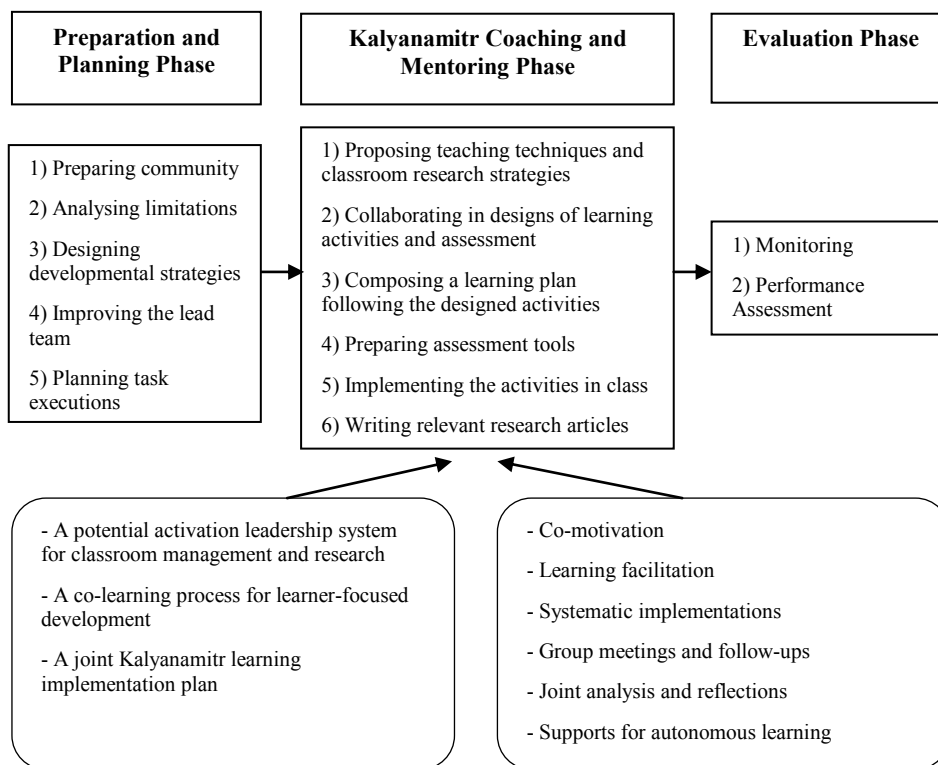 Preparation and
Planning Phase
Kalyanamitr Coaching and
Mentoring Phase
Evaluation Phase
1) Preparing community
2) Analysing limitations
3) Designing
developmental strategies
4) Improving the lead
team
5) Planning task
executions
1) Proposing teaching techniques and
classroom research strategies
2) Collaborating in designs of learning
activities and assessment
3) Composing a learning plan
following the designed activities
4) Preparing assessment tools
5) Implementing the activities in class
6) Writing relevant research articles
1) Monitoring
2) Performance
Assessment
- A potential activation leadership system
for classroom management and research
- A co-learning process for learner-focused
development
- A joint Kalyanamitr learning
implementation plan
- Co-motivation
- Learning facilitation
- Systematic implementations
- Group meetings and follow-ups
- Joint analysis and reflections
- Supports for autonomous learning